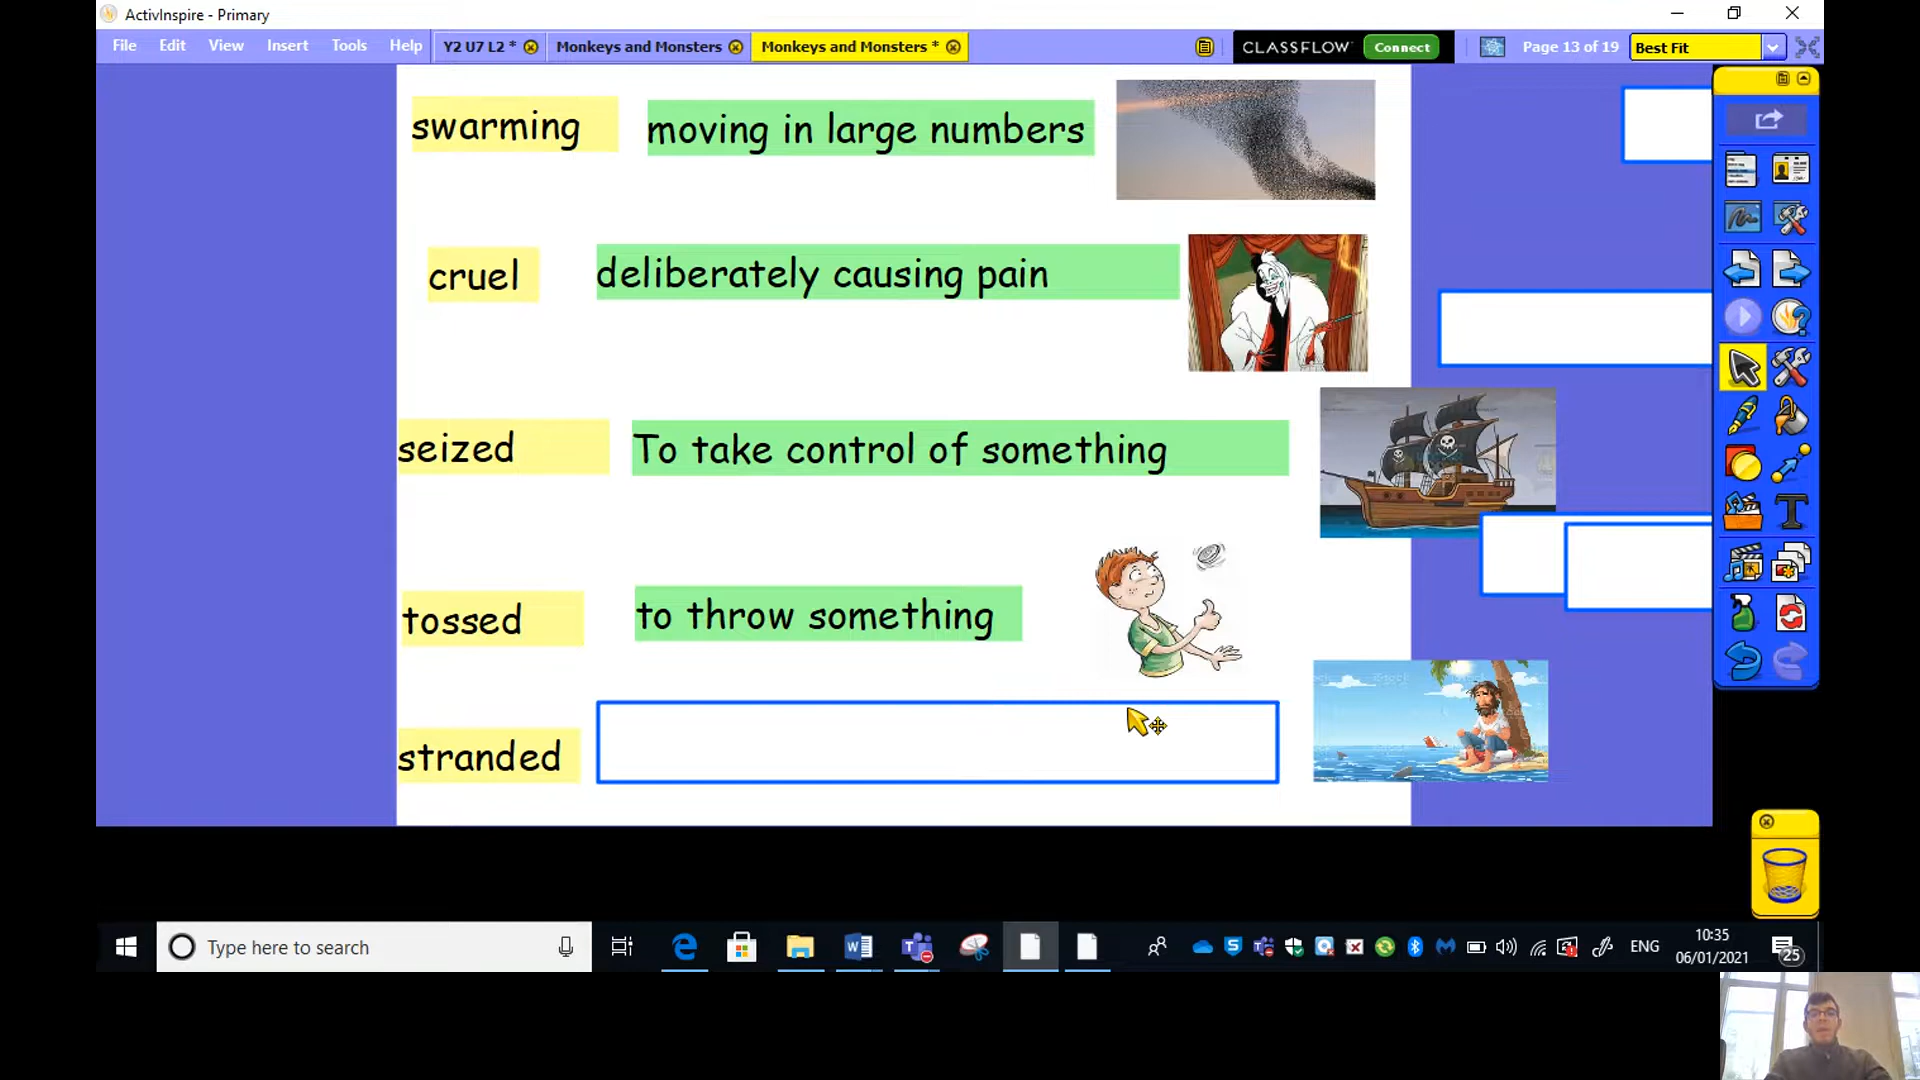 ActivInspire - Primary
File Edit View Insert Tools Help
Y2 U7 L2 *
Monkeys and Monsters
Monkeys and Monsters *
CLASSFLOW
Connect
Page 13 of 19
Best Fit
swarming
moving in large numbers
cruel
deliberately causing pain
seized
To take control of something
tossed
to throw something
stranded
Type here to search
ENG
10:35
06/01/2021
25